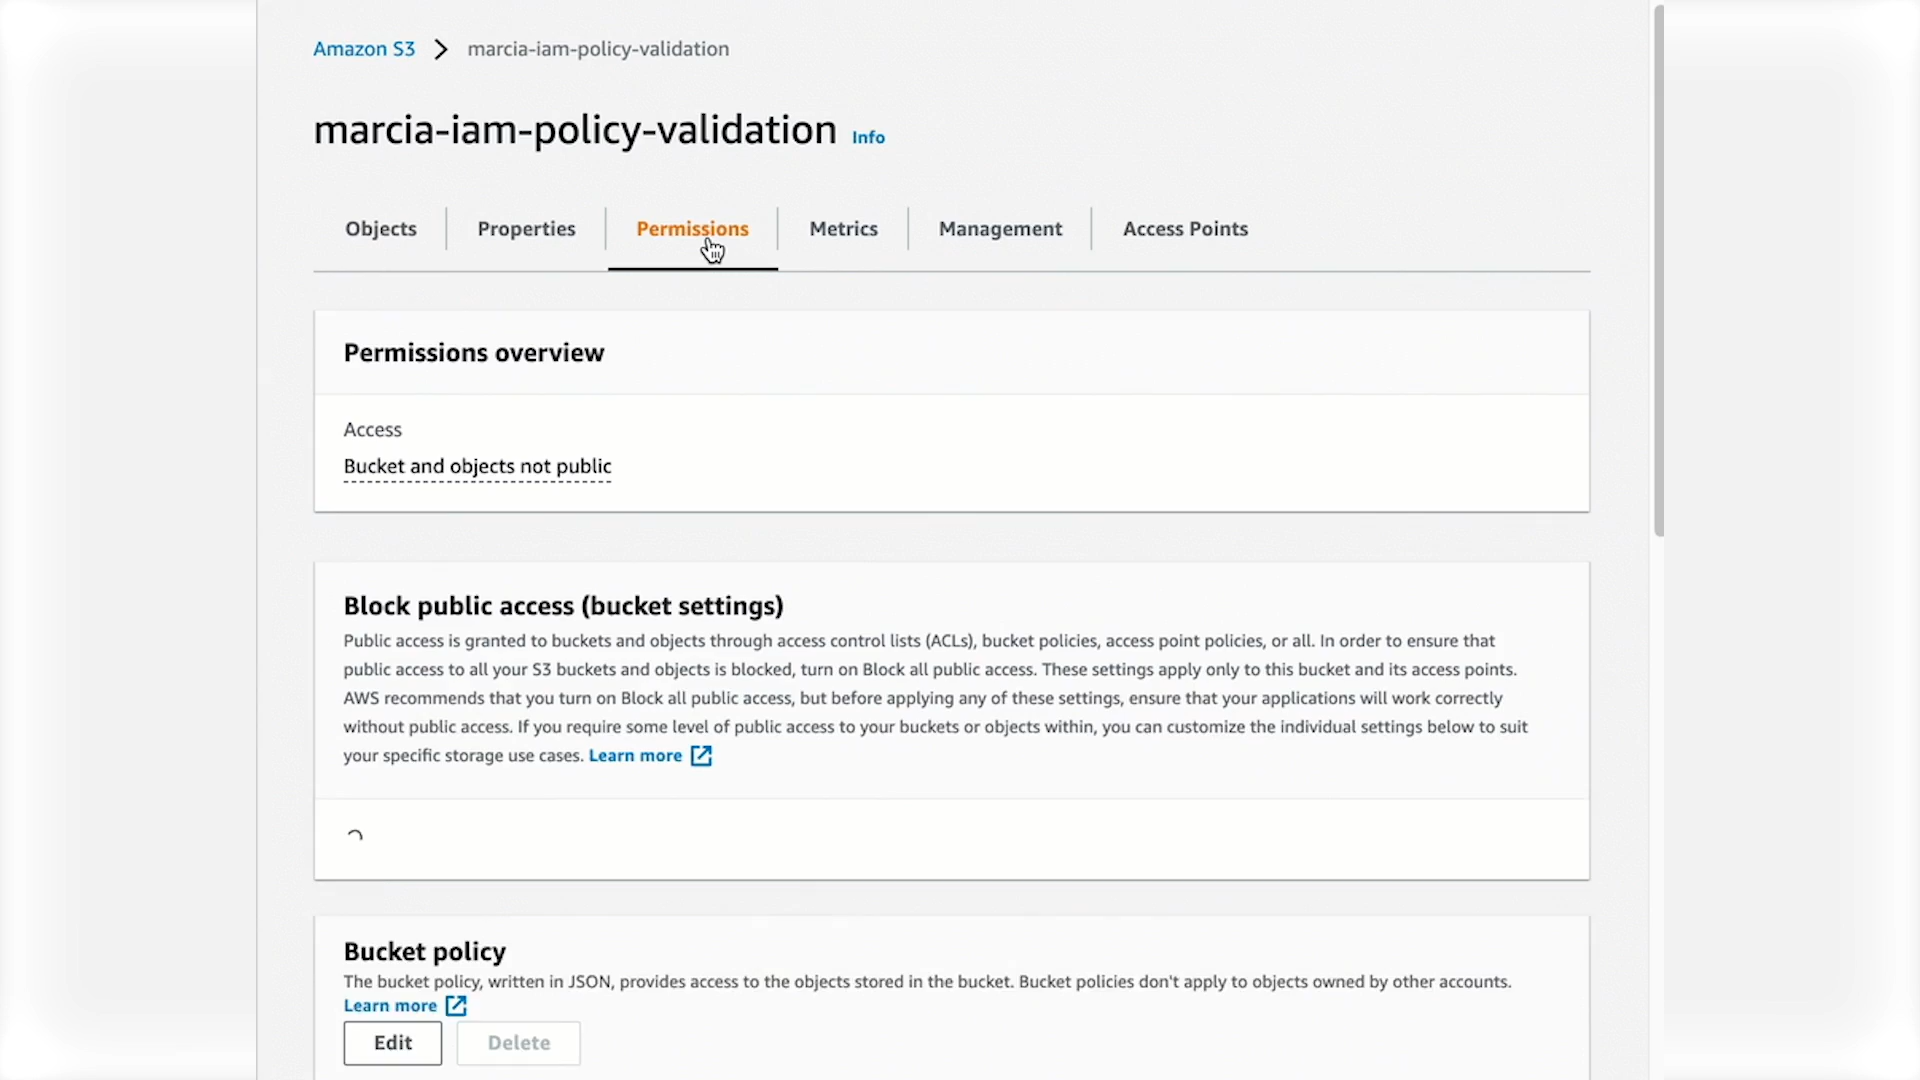 Amazon S3 > marcia-iam-policy-validation
marcia-iam-policy-validation Info
Objects Properties Permissions Metrics Management Access Points
Permissions overview
Access
Bucket and objects not public
Block public access (bucket settings)
Public access is granted to buckets and objects through access control lists (ACLs), bucket policies, access point policies, or all. In order to ensure that
public access to all your S3 buckets and objects is blocked, turn on Block all public access. These settings apply only to this bucket and its access points.
AWS recommends that you turn on Block all public access, but before applying any of these settings, ensure that your applications will work correctly
without public access. If you require some level of public access to your buckets or objects within, you can customize the individual settings below to suit
your specific storage use cases. Learn more
Bucket policy
The bucket policy, written in JSON, provides access to the objects stored in the bucket. Bucket policies don't apply to objects owned by other accounts.
Learn more
Edit Delete